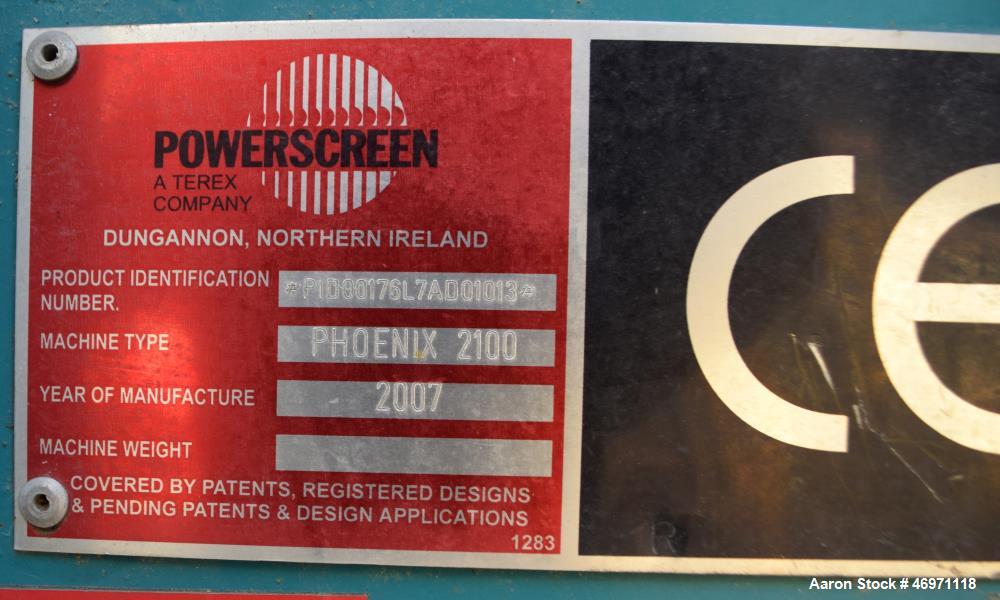 POWERSCREEN
A TEREX
COMPANY
DUNGANNON, NORTHERN IRELAND
PRODUCT IDENTIFICATION
NUMBER. *PID90176L7AD01013*
MACHINE TYPE PHOENIX 2100
YEAR OF MANUFACTURE 2007
MACHINE WEIGHT
COVERED BY PATENTS, REGISTERED DESIGNS
& PENDING PATENTS & DESIGN APPLICATIONS
1283
CE
Aaron Stock # 46971118